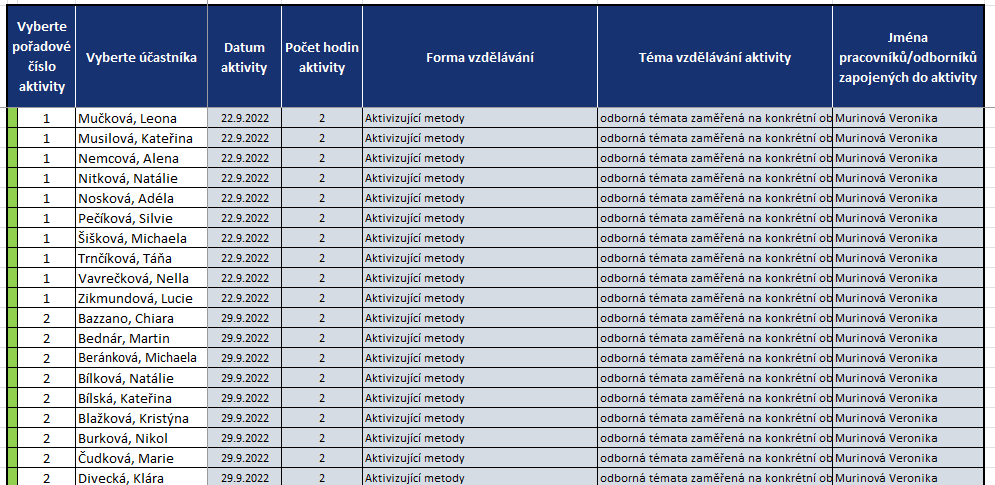 Vyberte pořadové číslo aktivity Vyberte účastníka Datum aktivity Počet hodin aktivity Forma vzdělávání Téma vzdělávání aktivity Jména pracovníků/odborníků zapojených do aktivity
1 Mučková, Leona 22.9.2022 2 Aktivizující metody odborná témata zaměřená na konkrétní ob Murinová Veronika
1 Musilová, Kateřina 22.9.2022 2 Aktivizující metody odborná témata zaměřená na konkrétní ob Murinová Veronika
1 Nemcová, Alena 22.9.2022 2 Aktivizující metody odborná témata zaměřená na konkrétní ob Murinová Veronika
1 Nitková, Natálie 22.9.2022 2 Aktivizující metody odborná témata zaměřená na konkrétní ob Murinová Veronika
1 Nosková, Adéla 22.9.2022 2 Aktivizující metody odborná témata zaměřená na konkrétní ob Murinová Veronika
1 Pečíková, Silvie 22.9.2022 2 Aktivizující metody odborná témata zaměřená na konkrétní ob Murinová Veronika
1 Šišková, Michaela 22.9.2022 2 Aktivizující metody odborná témata zaměřená na konkrétní ob Murinová Veronika
1 Trnčíková, Táňa 22.9.2022 2 Aktivizující metody odborná témata zaměřená na konkrétní ob Murinová Veronika
1 Vavrečková, Nella 22.9.2022 2 Aktivizující metody odborná témata zaměřená na konkrétní ob Murinová Veronika
1 Zikmundová, Lucie 22.9.2022 2 Aktivizující metody odborná témata zaměřená na konkrétní ob Murinová Veronika
2 Bazzano, Chiara 29.9.2022 2 Aktivizující metody odborná témata zaměřená na konkrétní ob Murinová Veronika
2 Bednár, Martin 29.9.2022 2 Aktivizující metody odborná témata zaměřená na konkrétní ob Murinová Veronika
2 Beránková, Michaela 29.9.2022 2 Aktivizující metody odborná témata zaměřená na konkrétní ob Murinová Veronika
2 Bílková, Natálie 29.9.2022 2 Aktivizující metody odborná témata zaměřená na konkrétní ob Murinová Veronika
2 Bílská, Kateřina 29.9.2022 2 Aktivizující metody odborná témata zaměřená na konkrétní ob Murinová Veronika
2 Blažková, Kristýna 29.9.2022 2 Aktivizující metody odborná témata zaměřená na konkrétní ob Murinová Veronika
2 Burková, Nikol 29.9.2022 2 Aktivizující metody odborná témata zaměřená na konkrétní ob Murinová Veronika
2 Čudková, Marie 29.9.2022 2 Aktivizující metody odborná témata zaměřená na konkrétní ob Murinová Veronika
2 Divecká, Klára 29.9.2022 2 Aktivizující metody odborná témata zaměřená na konkrétní ob Murinová Veronika